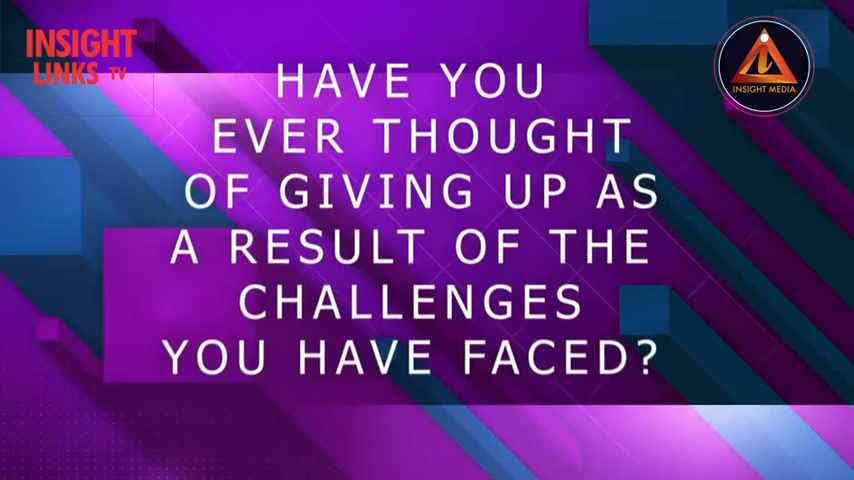 INSIGHT
LINKS TV
INSIGHT MEDIA
HAVE YOU
EVER THOUGHT
OF GIVING UP AS
A RESULT OF THE
CHALLENGES
YOU HAVE FACED?